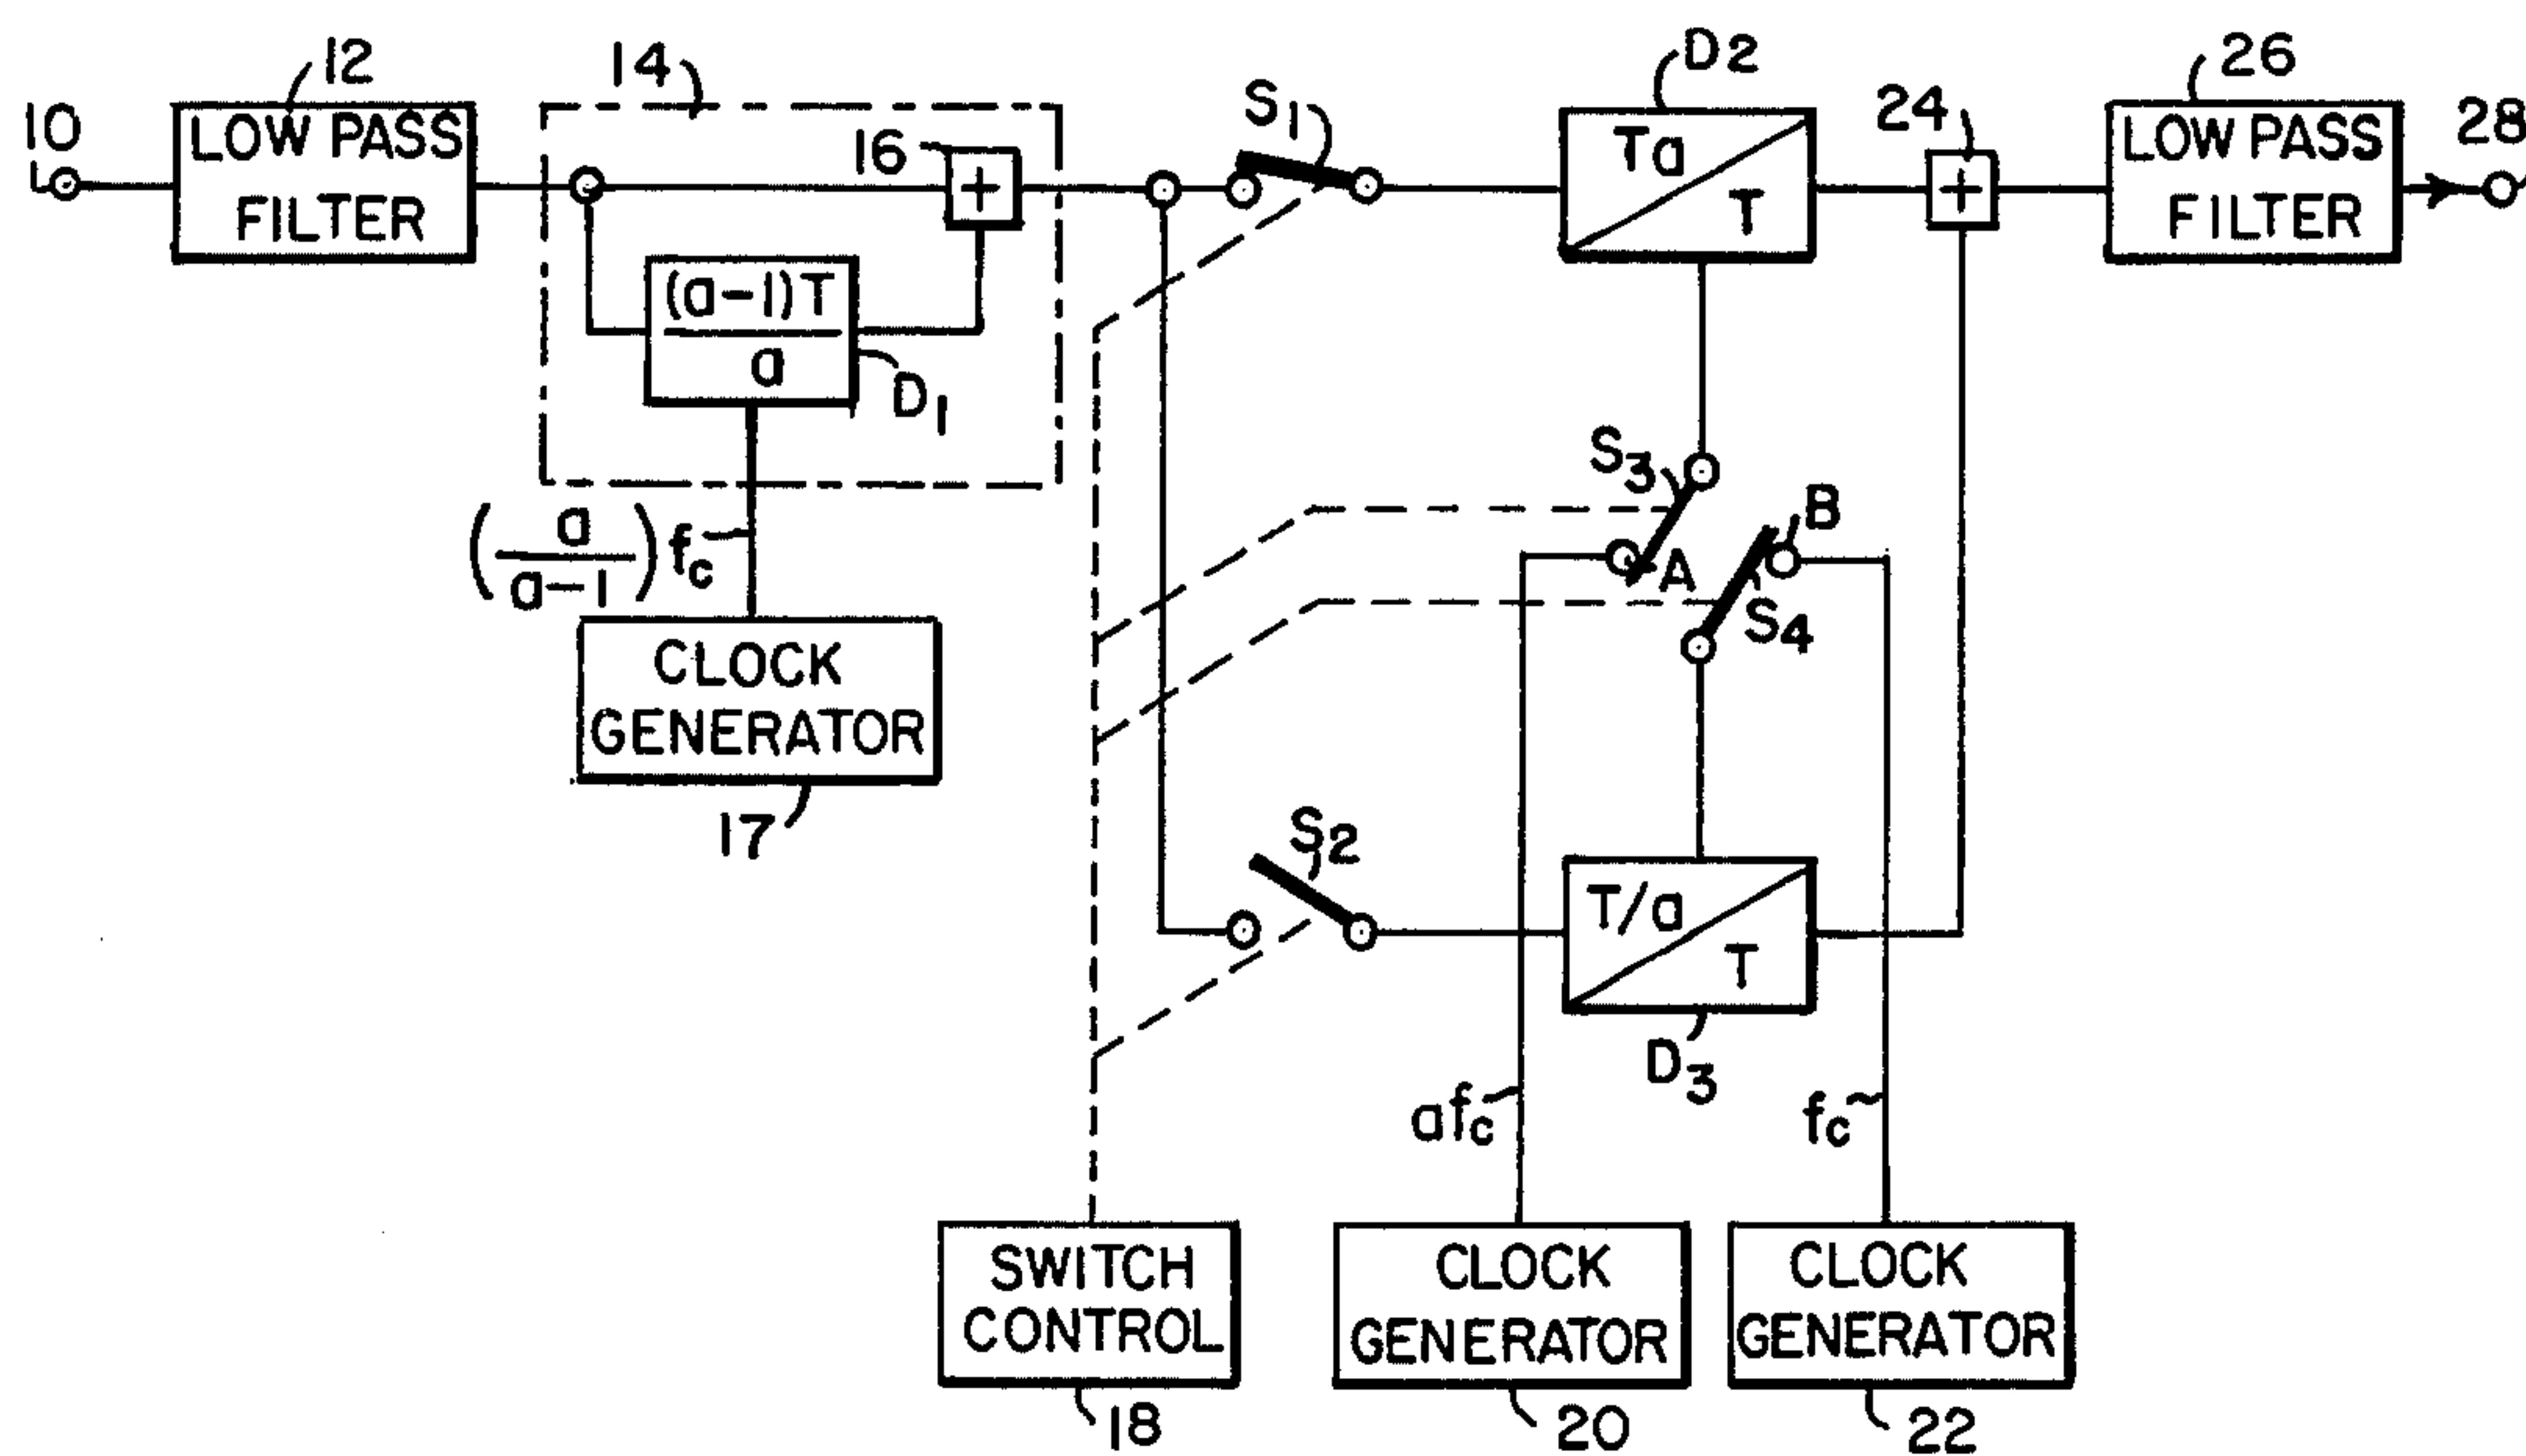 10
12
LOW PASS
FILTER
14
16
+
(a-1)T
a
D1
(a
a-1) fc
CLOCK
GENERATOR
17
S1
D2
Ta
T
24
+
26
LOW PASS
FILTER
28
S3
A
B
S4
S2
T/a
T
D3
afc
fc
SWITCH
CONTROL
18
CLOCK
GENERATOR
20
CLOCK
GENERATOR
22